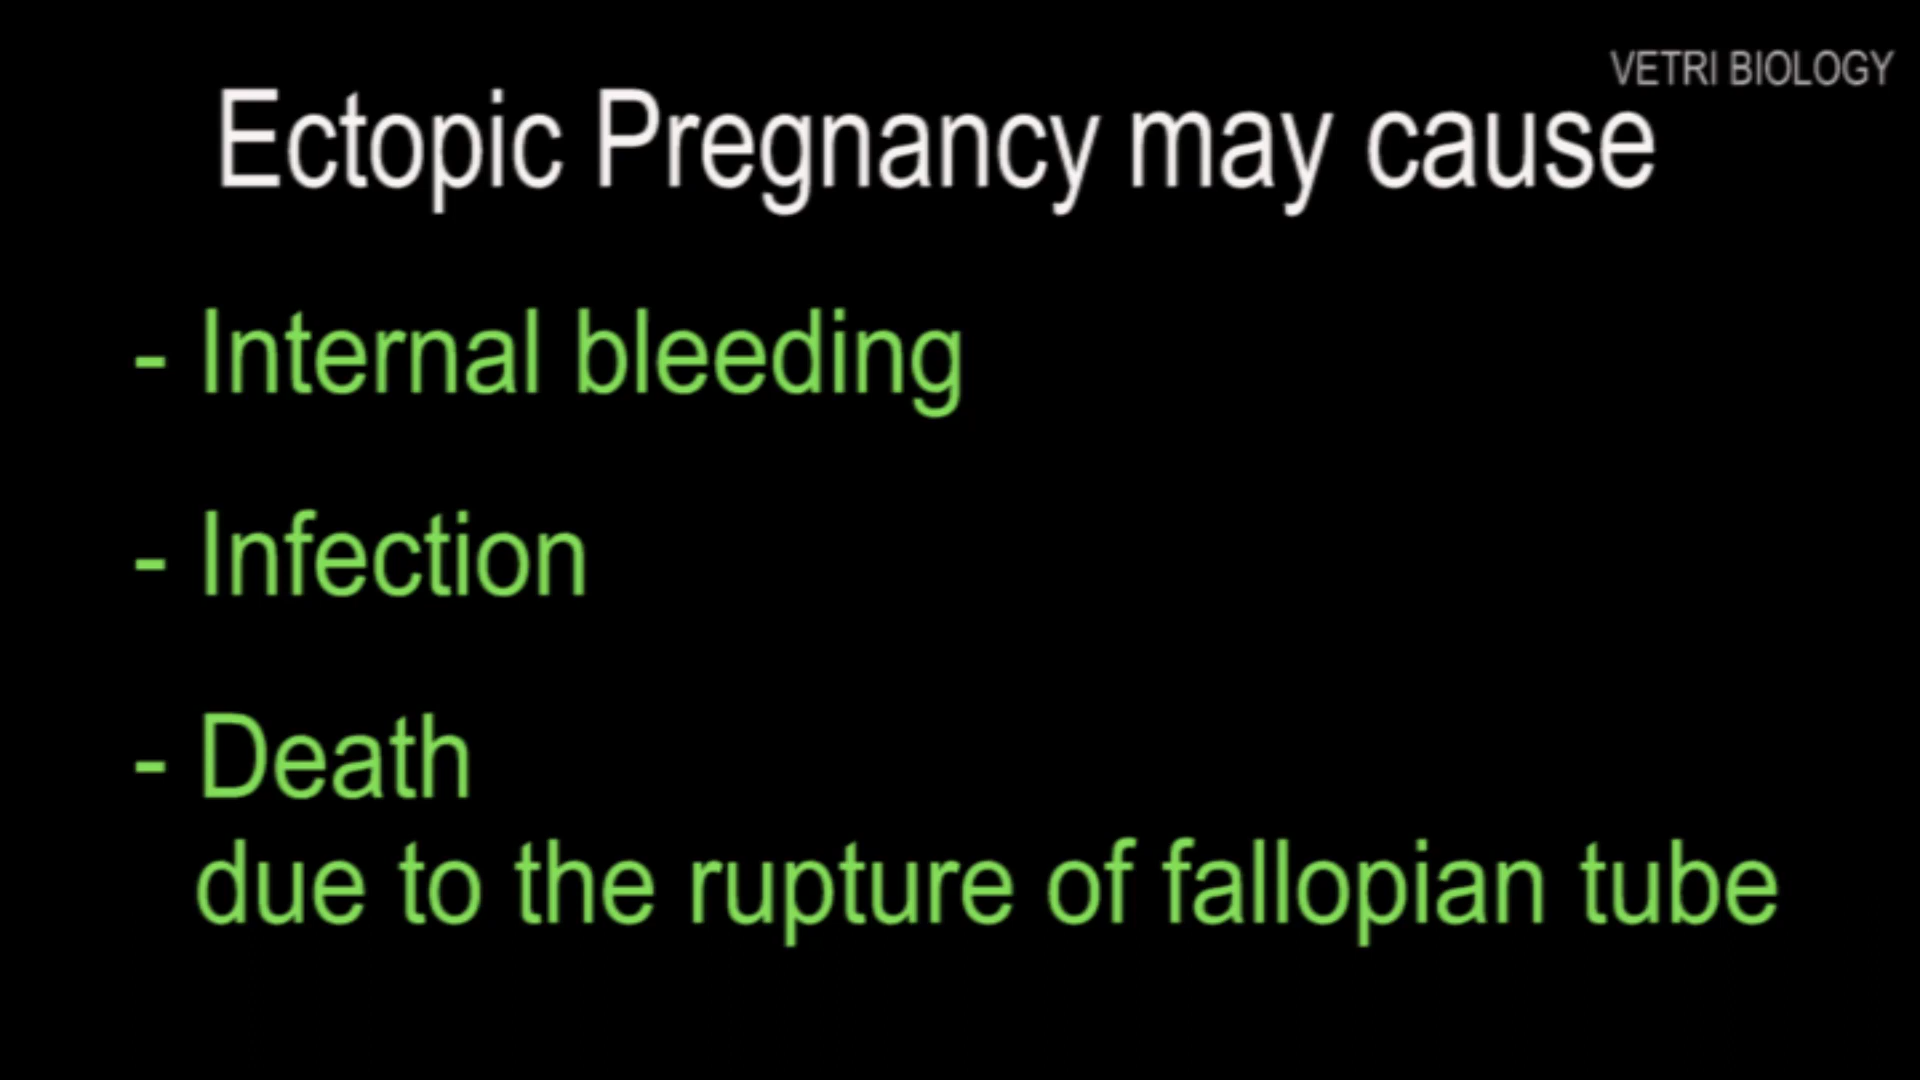 VETRI BIOLOGY
Ectopic Pregnancy may cause
- Internal bleeding
- Infection
- Death
due to the rupture of fallopian tube